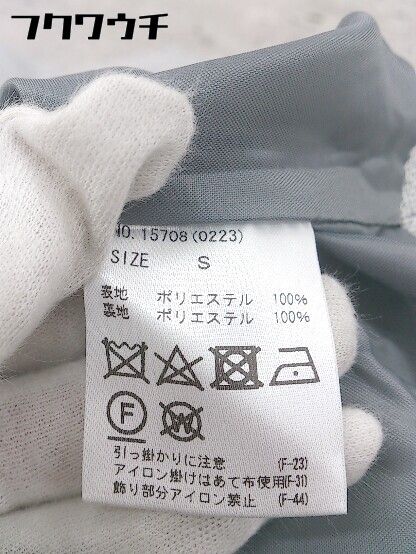 フクワウチ
NO.15708(0223)
SIZE S
表地 ポリエステル 100%
裏地 ポリエステル 100%
F W
引っ掛かりに注意 (F-23)
アイロン掛けはあて布使用(F-31)
飾り部分アイロン禁止 (F-44)